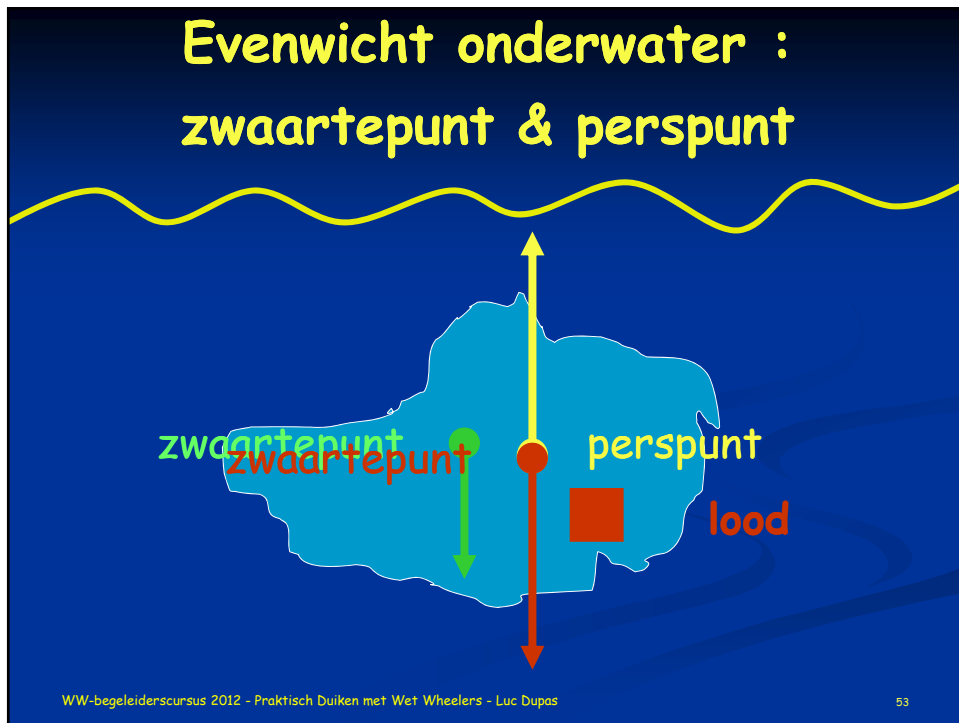 Evenwicht onderwater :
zwaartepunt & perspunt
zwaartepunt
perspunt
zwaartepunt
lood
WW-begeleiderscursus 2012 - Praktisch Duiken met Wet Wheelers - Luc Dupas
53